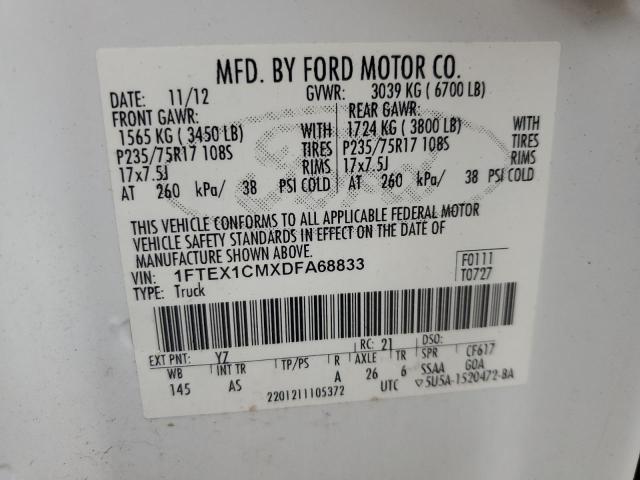 MFD. BY FORD MOTOR CO.
DATE: 11/12 GVWR: 3039 KG ( 6700 LB)
FRONT GAWR: REAR GAWR:
1565 KG ( 3450 LB) WITH 1724 KG ( 3800 LB) WITH
P235/75R17 108S TIRES P235/75R17 108S TIRES
17x7.5J RIMS 17x7.5J RIMS
AT 260 kPa/ 38 PSI COLD AT 260 kPa/ 38 PSI COLD
THIS VEHICLE CONFORMS TO ALL APPLICABLE FEDERAL MOTOR
VEHICLE SAFETY STANDARDS IN EFFECT ON THE DATE OF
MANUFACTURE SHOWN ABOVE.
VIN: 1FTEX1CMXDFA68833 F0111
TYPE: Truck T0727
EXT PNT: YZ RC: 21 DSO:
WB INT TR TP/PS R AXLE TR SPR CF617
145 AS A 26 6 SSAA GOA
2201211105372 UTC ▽5U5A-1520472-BA